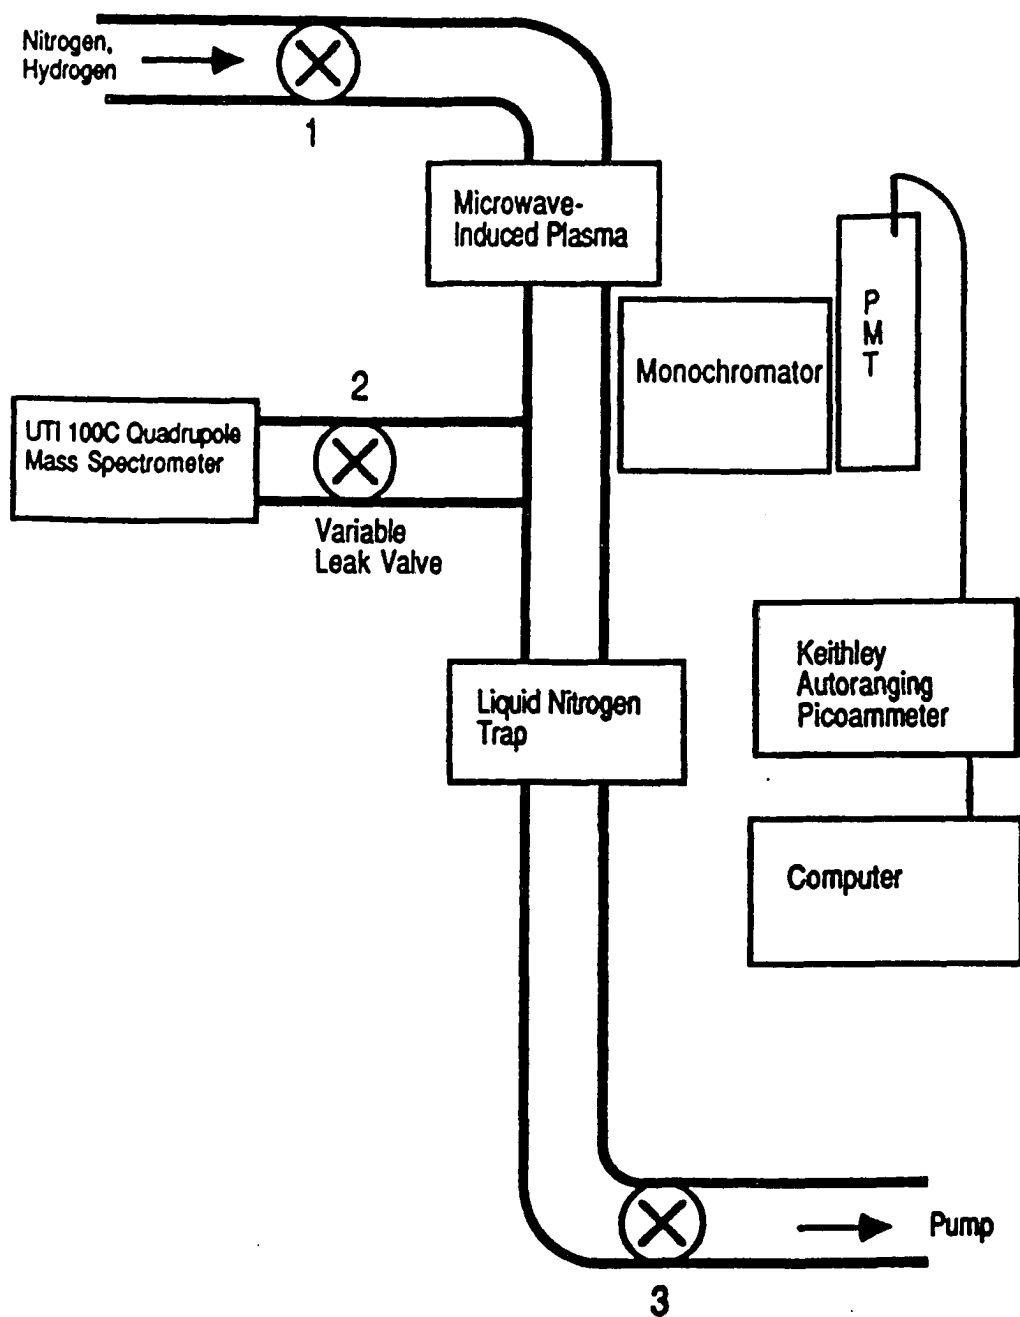 Nitrogen,
Hydrogen
1
Microwave-
Induced Plasma
P
M
T
Monochromator
2
UTI 100C Quadrupole
Mass Spectrometer
Variable
Leak Valve
Keithley
Autoranging
Picoammeter
Liquid Nitrogen
Trap
Computer
Pump
3